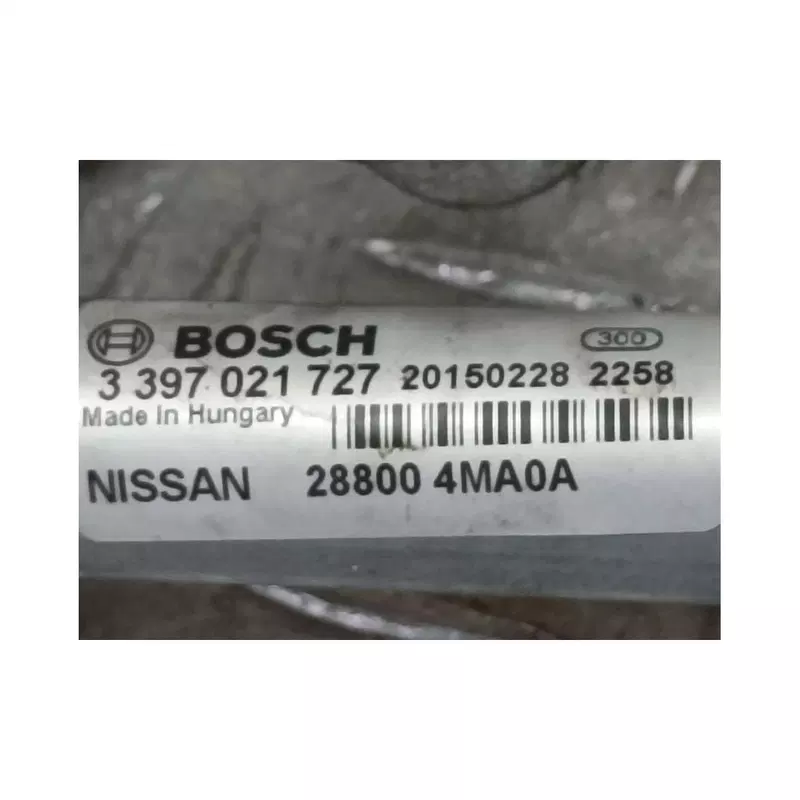 BOSCH 300
3 397 021 727 20150228 2258
Made In Hungary
NISSAN 28800 4MA0A